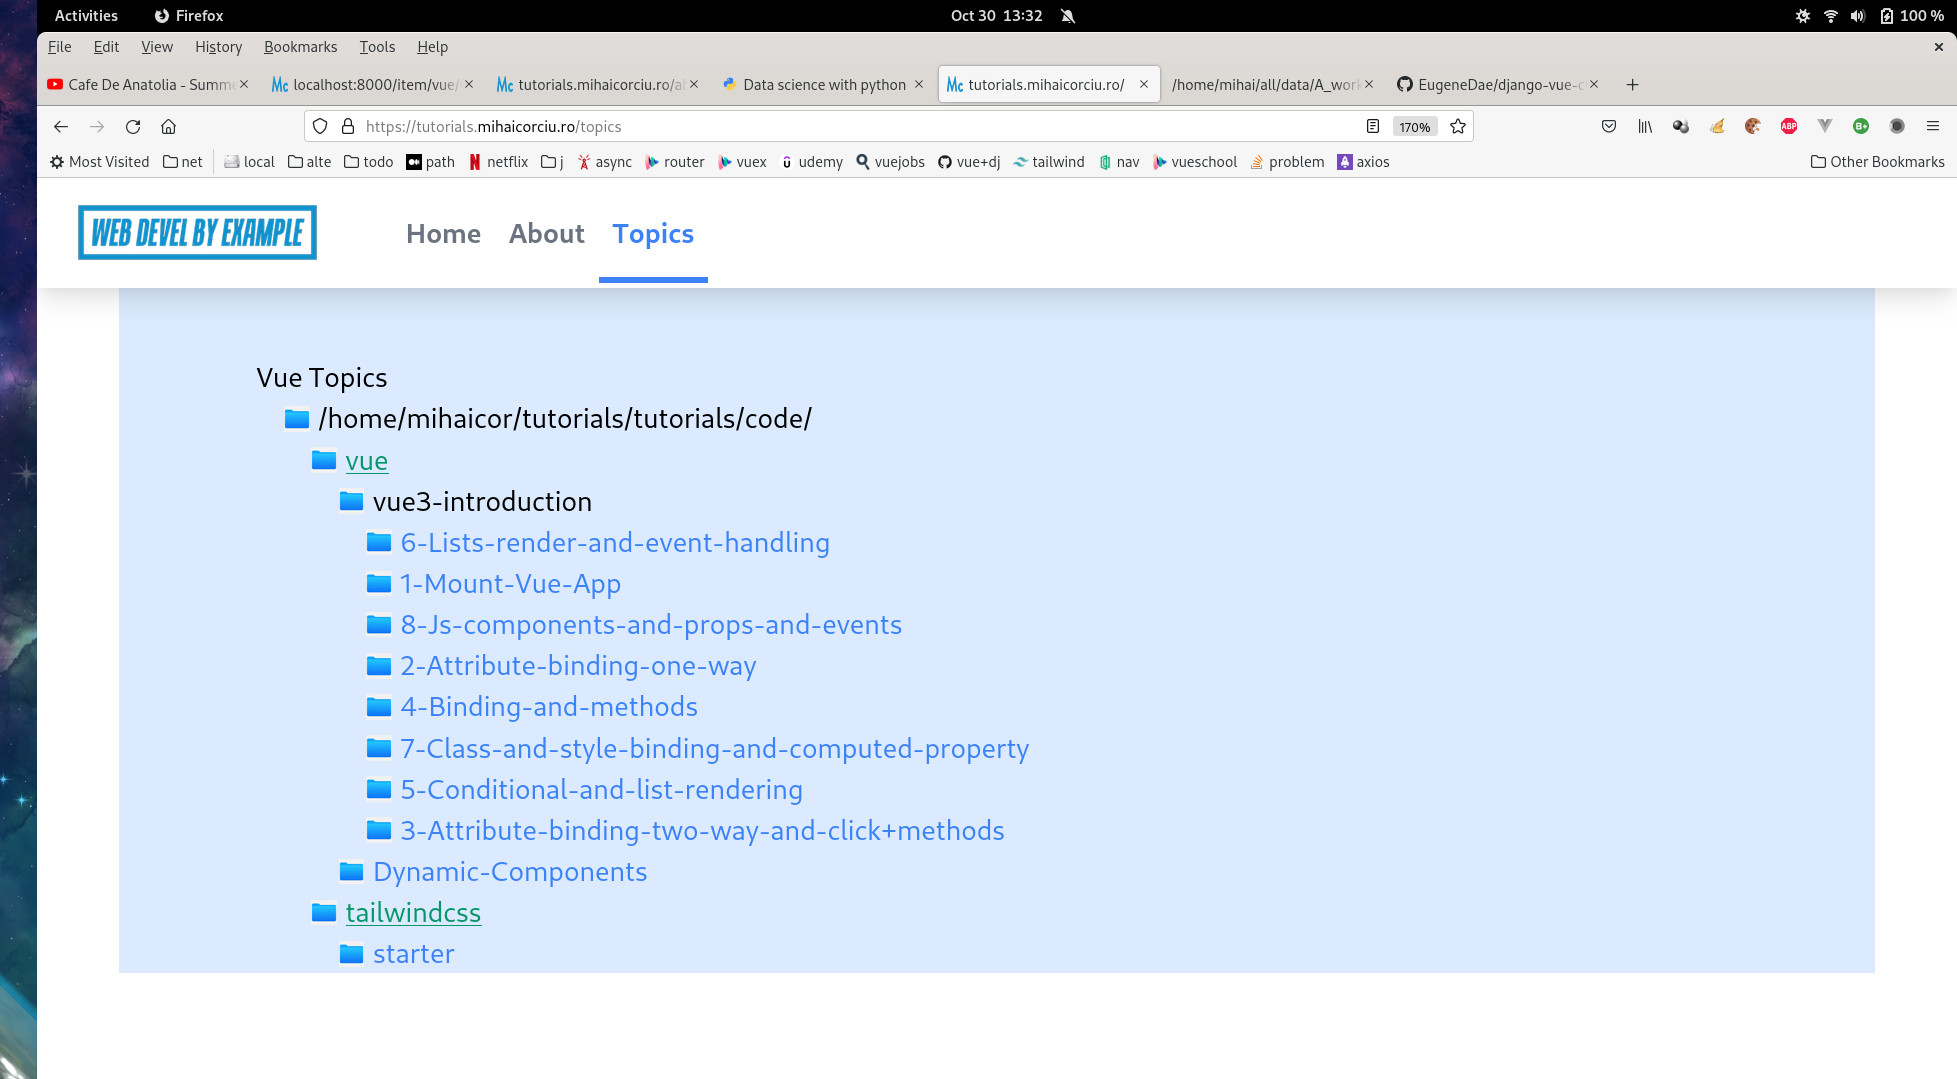 Activities Firefox Oct 30 13:32 100 %
File Edit View History Bookmarks Tools Help
Cafe De Anatolia - Summe localhost:8000/item/vue/ tutorials.mihaicorciu.ro/al Data science with python tutorials.mihaicorciu.ro/ /home/mihai/all/data/A_work EugeneDae/django-vue-c
https://tutorials.mihaicorciu.ro/topics 170% ABP B+
Most Visited net local alte todo path netflix j async router vuex udemy vuejobs vue+dj tailwind nav vueschool problem axios Other Bookmarks
WEB DEVEL BY EXAMPLE Home About Topics
Vue Topics
/home/mihaicor/tutorials/tutorials/code/
vue
vue3-introduction
6-Lists-render-and-event-handling
1-Mount-Vue-App
8-Js-components-and-props-and-events
2-Attribute-binding-one-way
4-Binding-and-methods
7-Class-and-style-binding-and-computed-property
5-Conditional-and-list-rendering
3-Attribute-binding-two-way-and-click+methods
Dynamic-Components
tailwindcss
starter